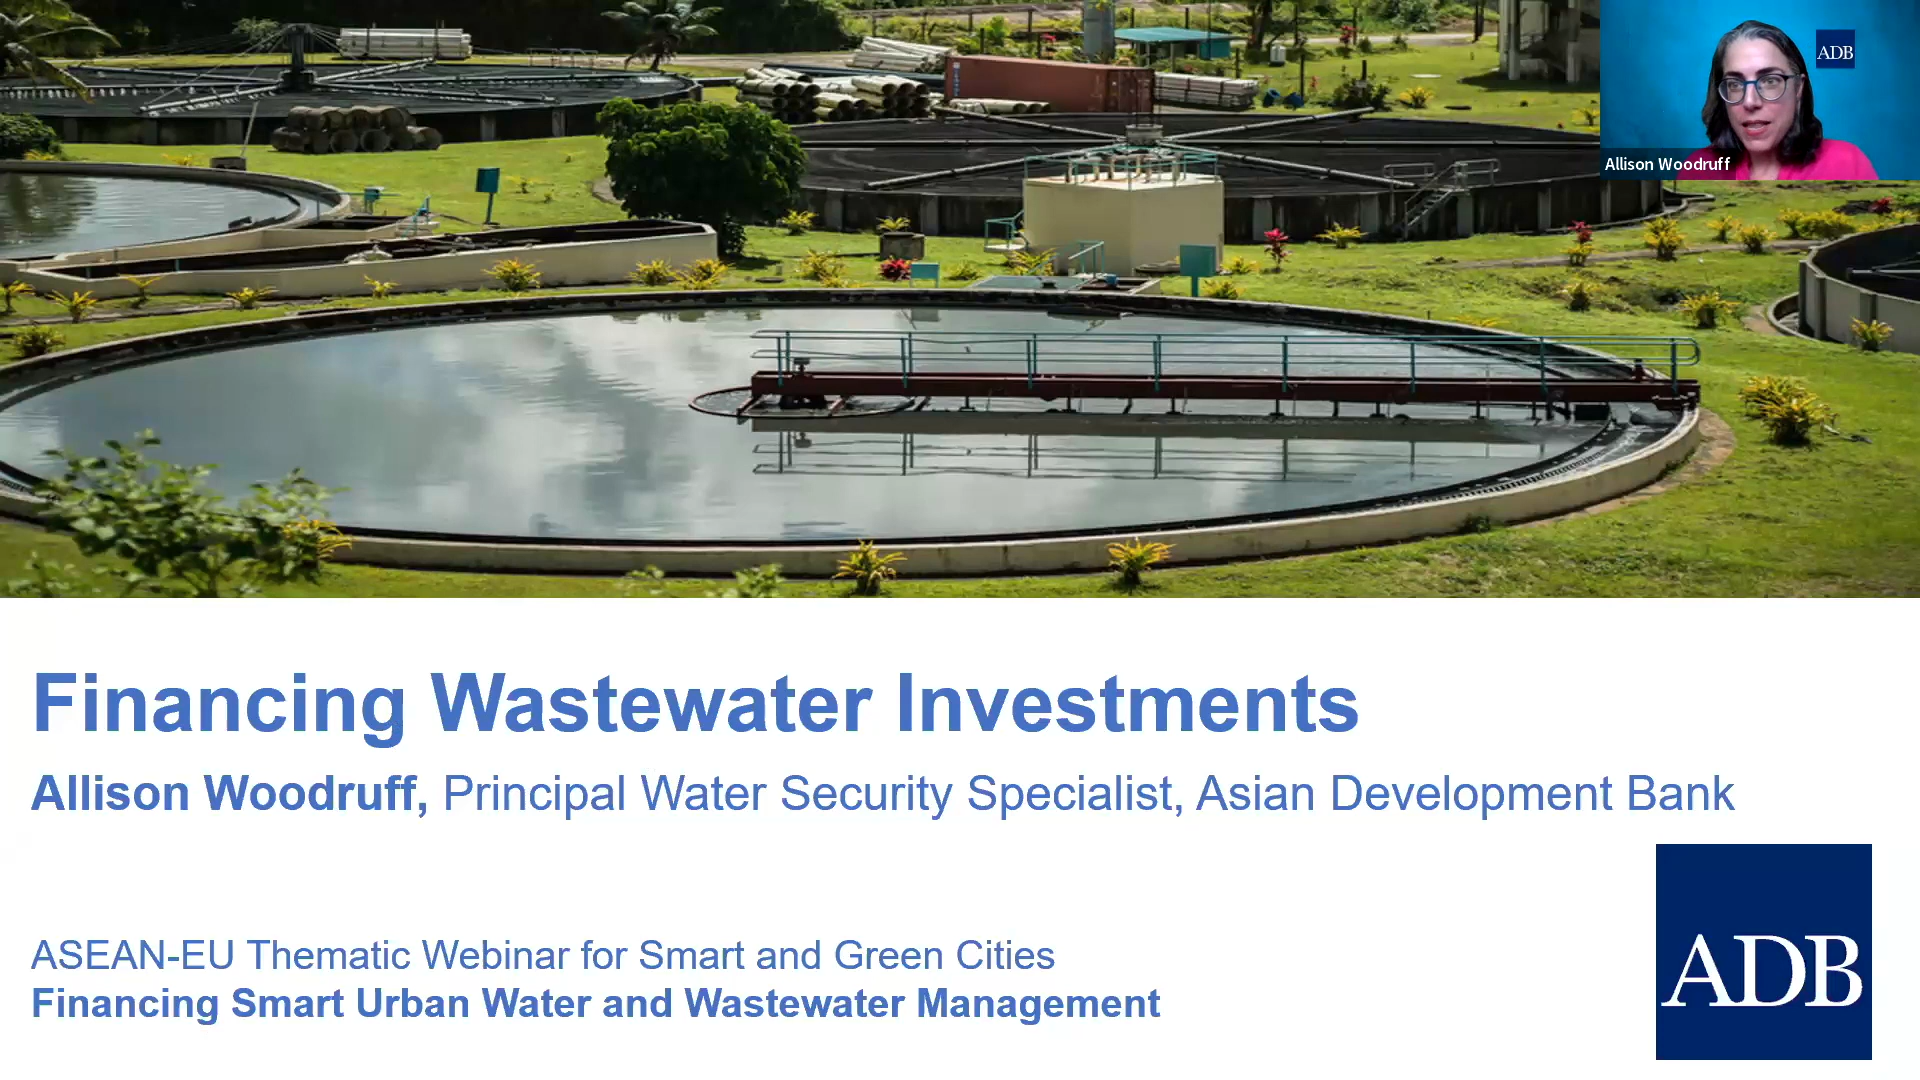 ADB
Allison Woodruff
Financing Wastewater Investments
Allison Woodruff, Principal Water Security Specialist, Asian Development Bank
ASEAN-EU Thematic Webinar for Smart and Green Cities
Financing Smart Urban Water and Wastewater Management
ADB